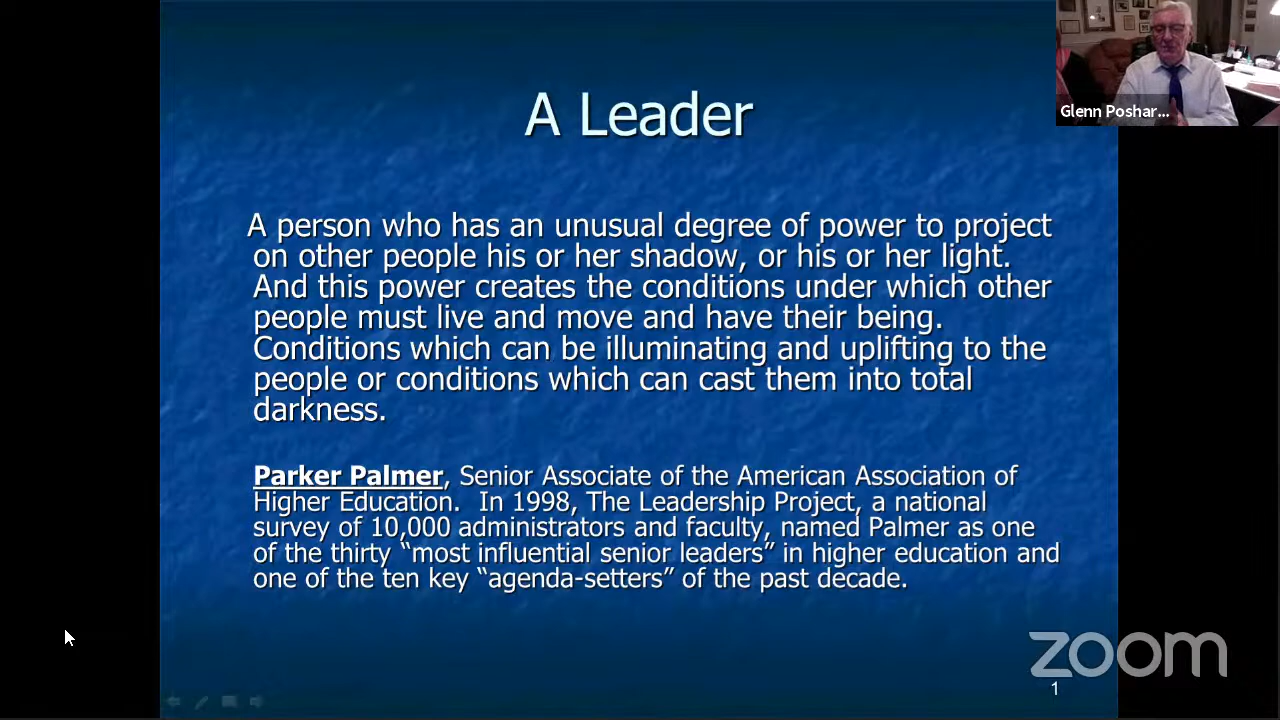 A Leader
Glenn Poshar...
A person who has an unusual degree of power to project
on other people his or her shadow, or his or her light.
And this power creates the conditions under which other
people must live and move and have their being.
Conditions which can be illuminating and uplifting to the
people or conditions which can cast them into total
darkness.
Parker Palmer, Senior Associate of the American Association of
Higher Education.  In 1998, The Leadership Project, a national
survey of 10,000 administrators and faculty, named Palmer as one
of the thirty “most influential senior leaders” in higher education and
one of the ten key “agenda-setters” of the past decade.
zoom
1